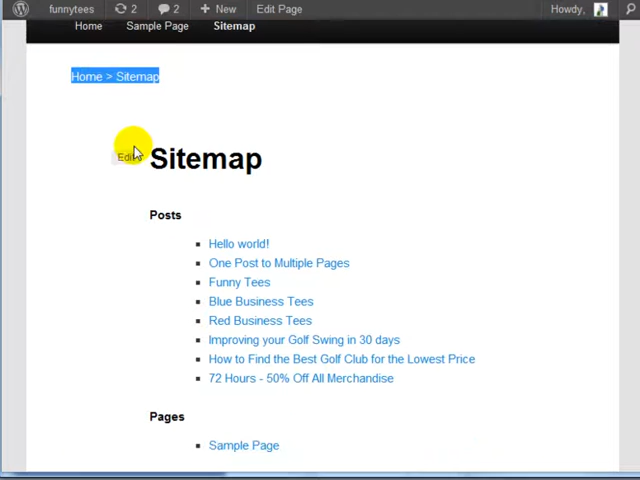 funnytees 2 2 + New Edit Page Howdy,
Home Sample Page Sitemap
Home > Sitemap
Edit
Sitemap
Posts
Hello world!
One Post to Multiple Pages
Funny Tees
Blue Business Tees
Red Business Tees
Improving your Golf Swing in 30 days
How to Find the Best Golf Club for the Lowest Price
72 Hours - 50% Off All Merchandise
Pages
Sample Page